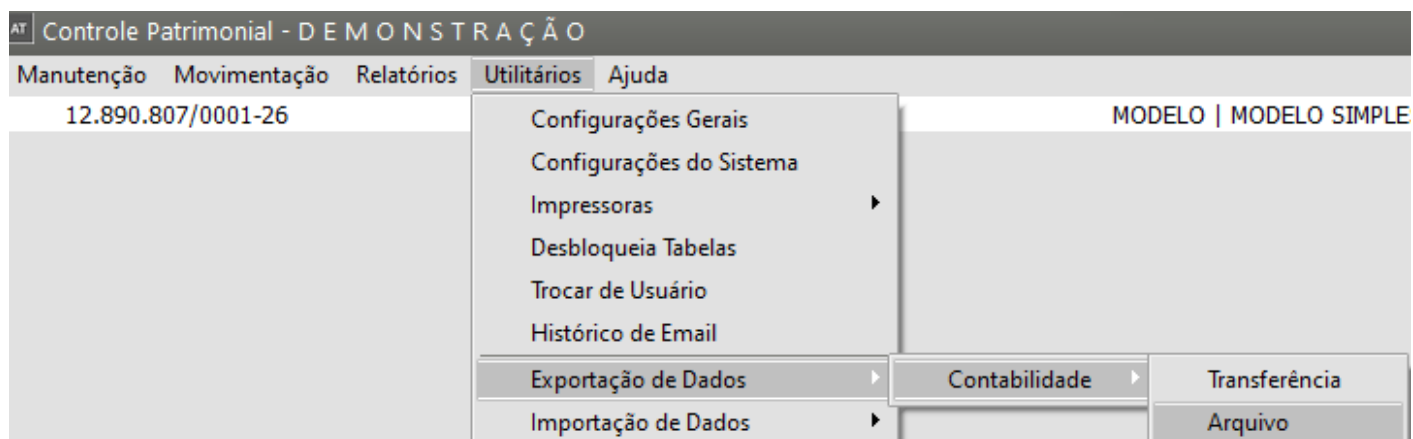 AT Controle Patrimonial - D E M O N S T R A Ç Ã O
Manutenção Movimentação Relatórios Utilitários Ajuda
12.890.807/0001-26 MODELO | MODELO SIMPLE
Configurações Gerais
Configurações do Sistema
Impressoras
Desbloqueia Tabelas
Trocar de Usuário
Histórico de Email
Exportação de Dados Contabilidade Transferência
Importação de Dados Arquivo